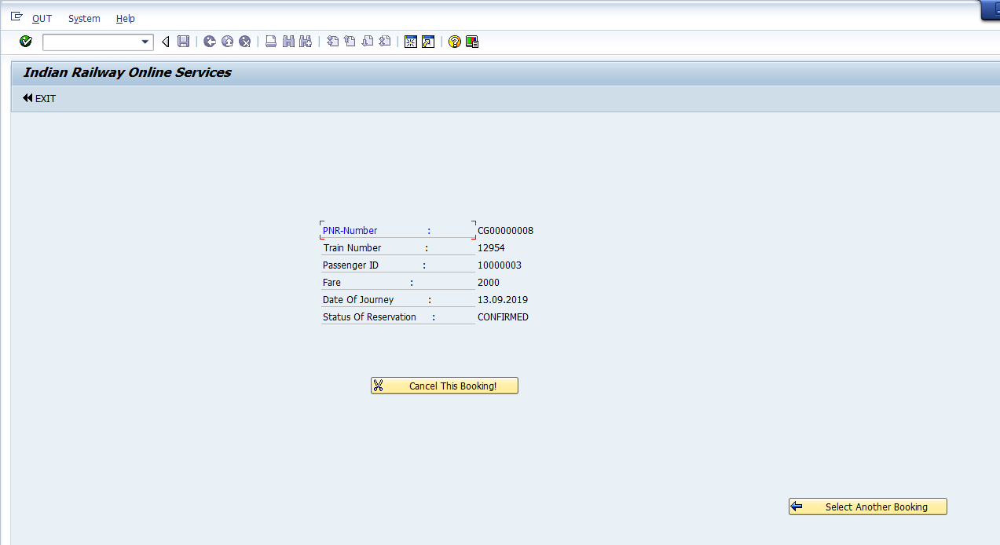 OUT System Help
Indian Railway Online Services
EXIT
PNR-Number : CG00000008
Train Number : 12954
Passenger ID : 10000003
Fare : 2000
Date Of Journey : 13.09.2019
Status Of Reservation : CONFIRMED
Cancel This Booking!
Select Another Booking